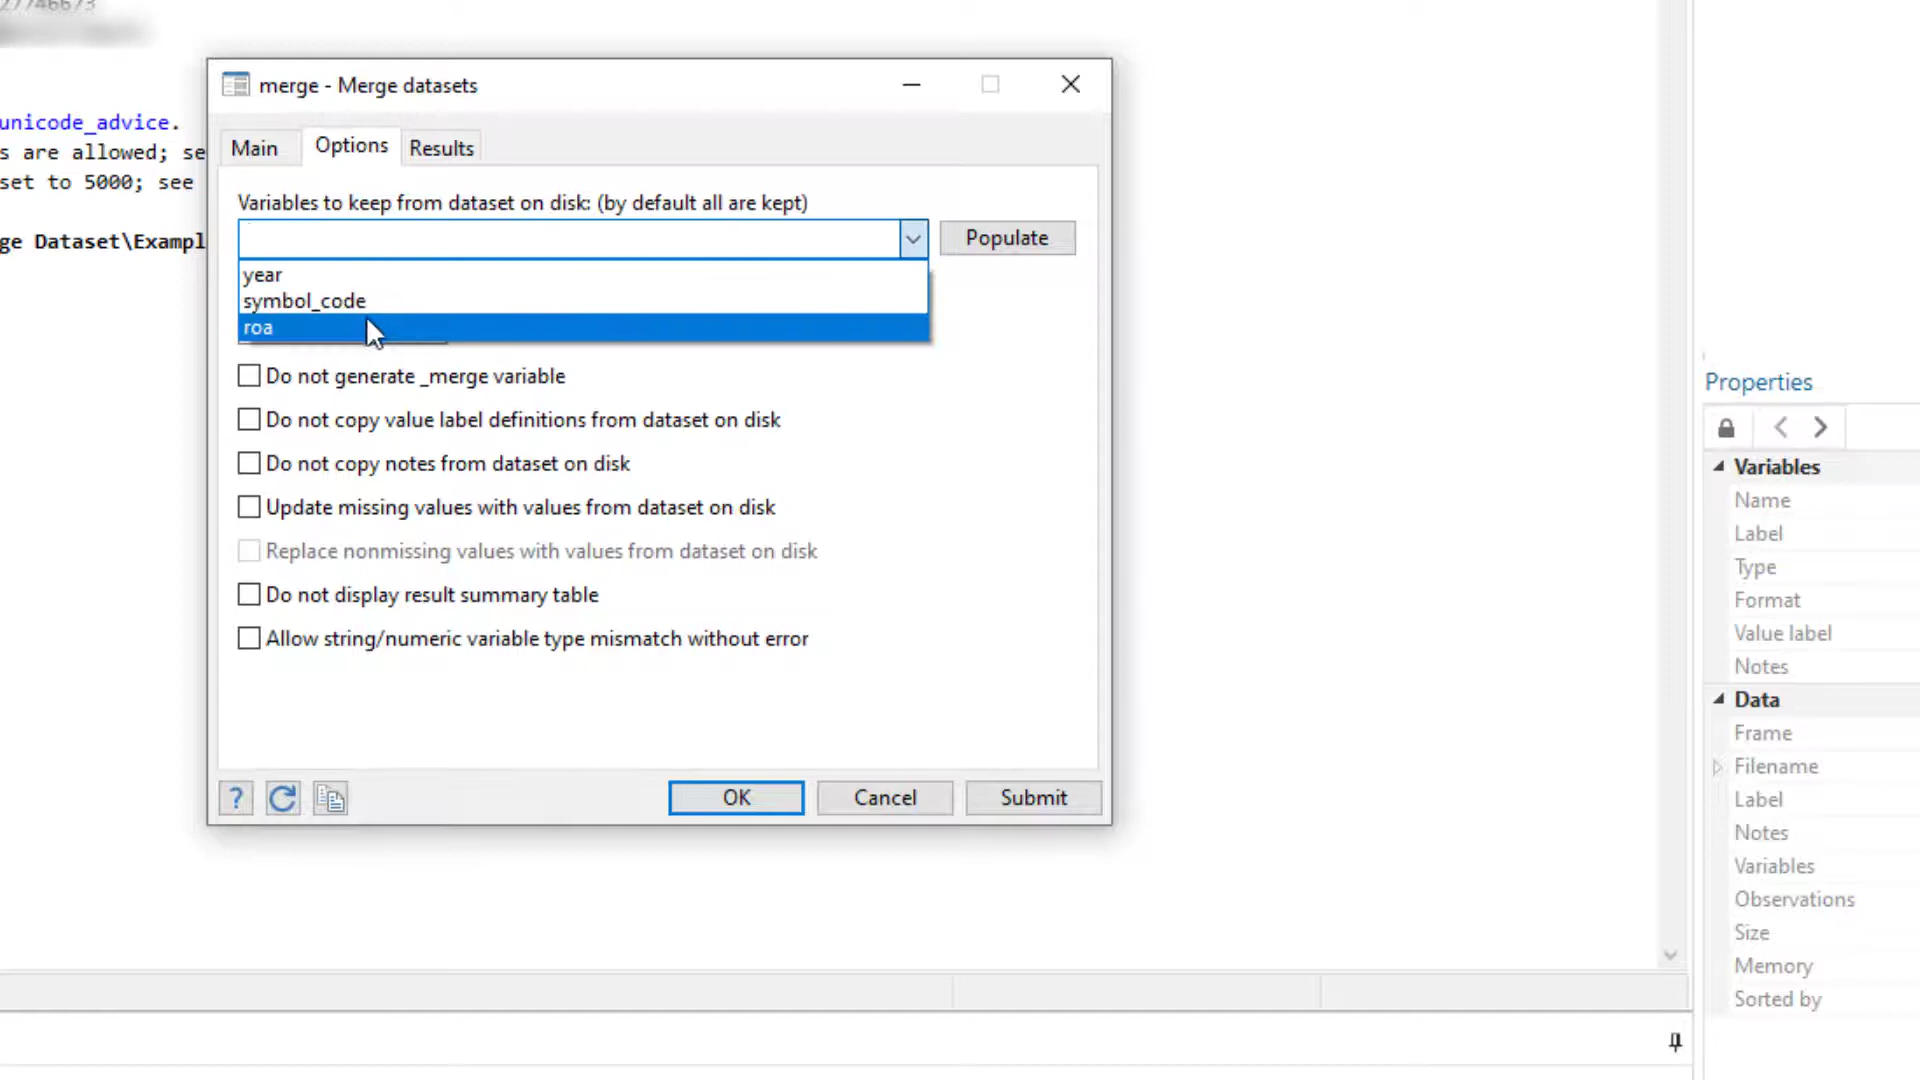 27746673
merge - Merge datasets
unicode_advice.
s are allowed; se
set to 5000; see
ge Dataset\Exampl
Main
Options
Results
Variables to keep from dataset on disk: (by default all are kept)
Populate
year
symbol_code
roa
Do not generate _merge variable
Do not copy value label definitions from dataset on disk
Do not copy notes from dataset on disk
Update missing values with values from dataset on disk
Replace nonmissing values with values from dataset on disk
Do not display result summary table
Allow string/numeric variable type mismatch without error
?
OK
Cancel
Submit
Properties
Variables
Name
Label
Type
Format
Value label
Notes
Data
Frame
Filename
Label
Notes
Variables
Observations
Size
Memory
Sorted by